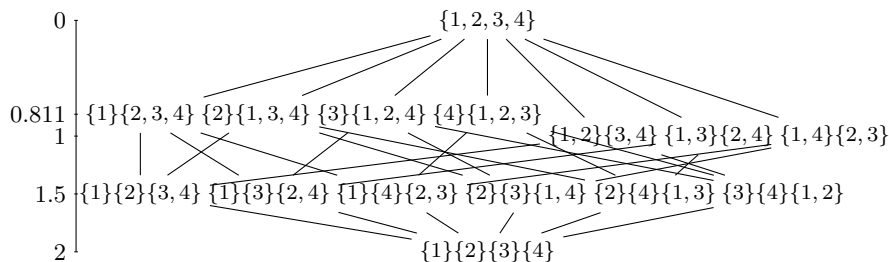 0 {1, 2, 3, 4}
0.811 {1}{2, 3, 4} {2}{1, 3, 4} {3}{1, 2, 4} {4}{1, 2, 3}
1 {1, 2}{3, 4} {1, 3}{2, 4} {1, 4}{2, 3}
1.5 {1}{2}{3, 4} {1}{3}{2, 4} {1}{4}{2, 3} {2}{3}{1, 4} {2}{4}{1, 3} {3}{4}{1, 2}
2 {1}{2}{3}{4}